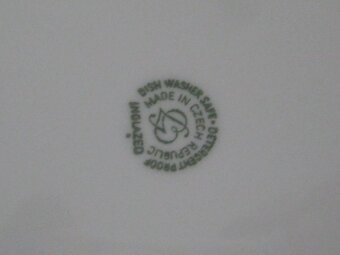 DISH WASHER SAFE • DETERGENT PROOF
INGLAZED
MADE IN CZECH REPUBLIC